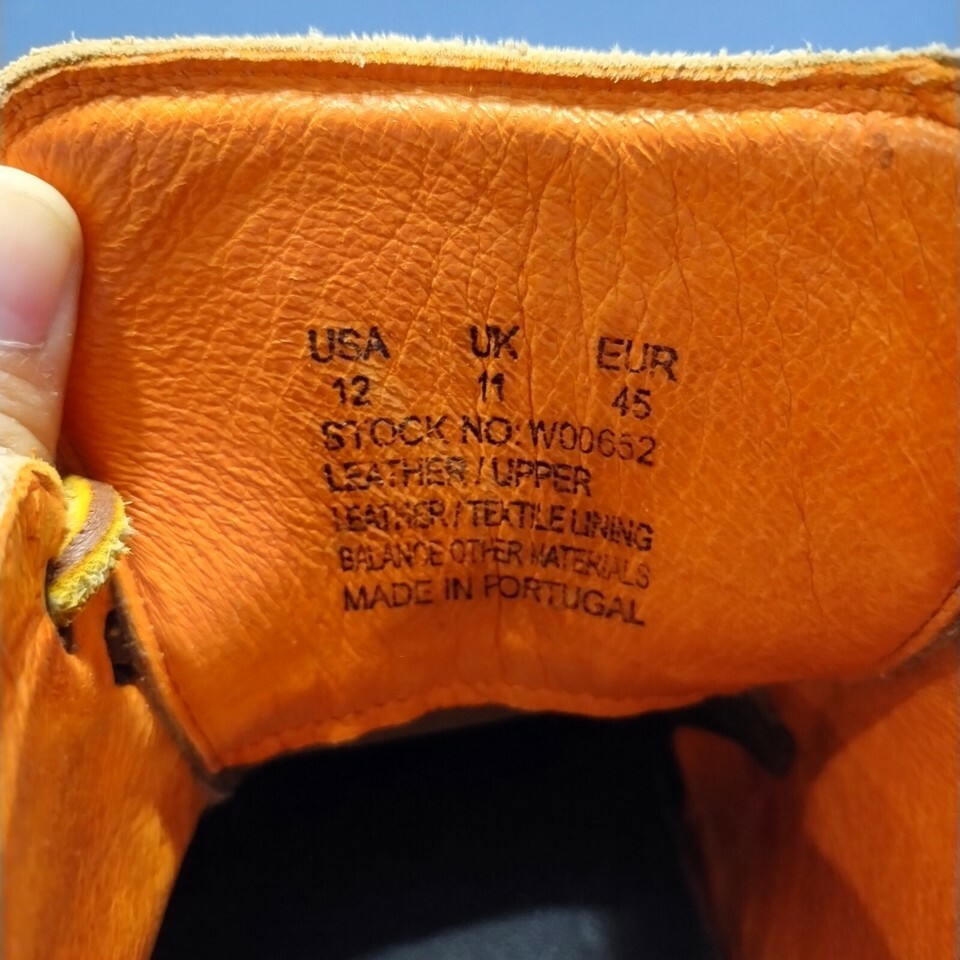 USA UK EUR
12 11 45
STOCK NO: W00652
LEATHER / UPPER
LEATHER / TEXTILE LINING
BALANCE OTHER MATERIALS
MADE IN PORTUGAL